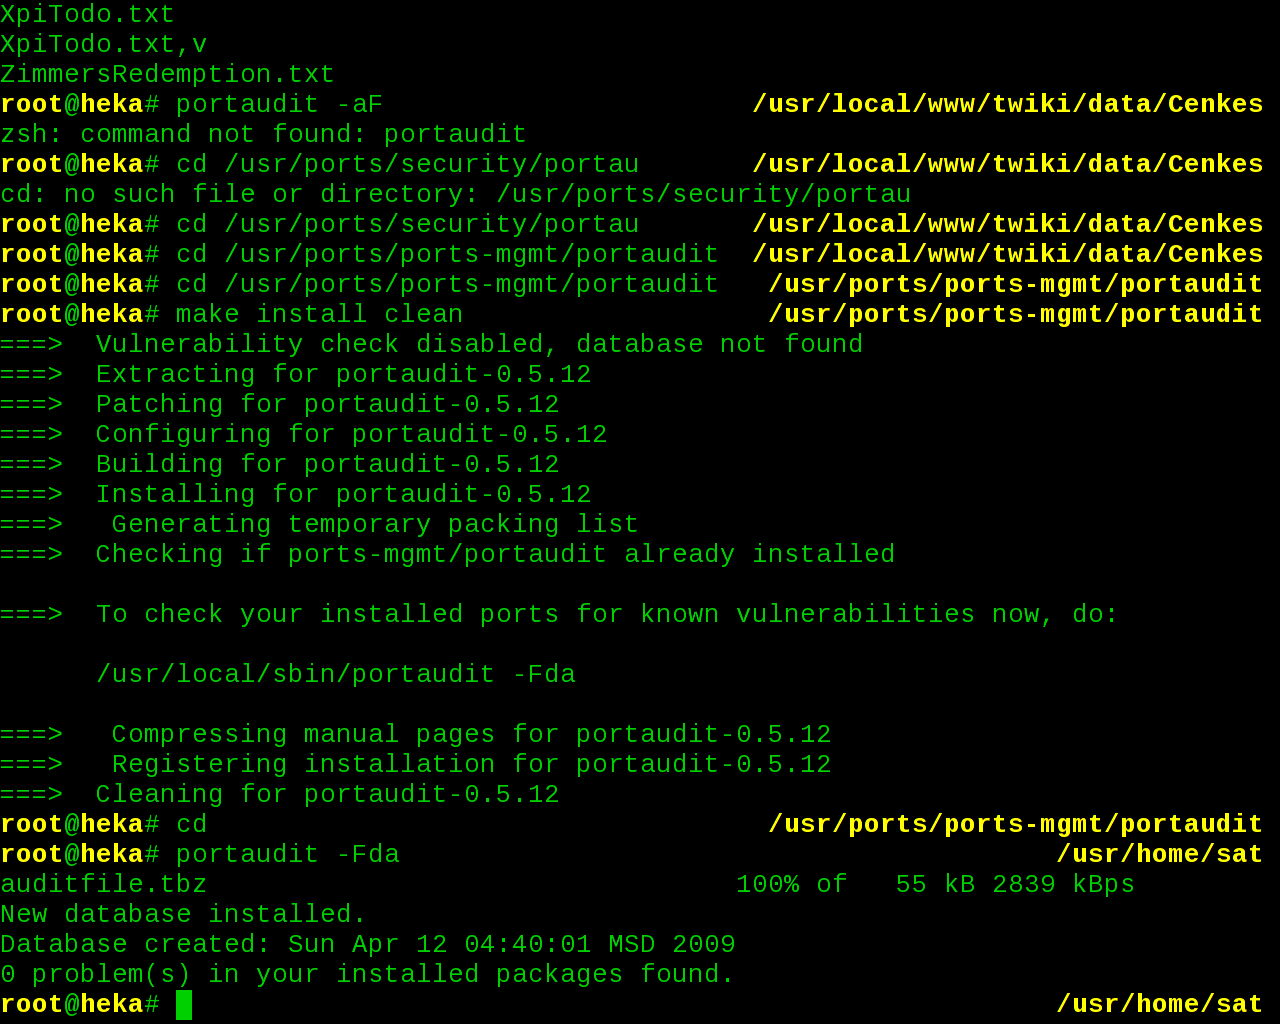 XpiTodo.txt
XpiTodo.txt,v
ZimmersRedemption.txt
root@heka# portaudit -aF                       /usr/local/www/twiki/data/Cenkes
zsh: command not found: portaudit
root@heka# cd /usr/ports/security/portau       /usr/local/www/twiki/data/Cenkes
cd: no such file or directory: /usr/ports/security/portau
root@heka# cd /usr/ports/security/portau       /usr/local/www/twiki/data/Cenkes
root@heka# cd /usr/ports/ports-mgmt/portaudit  /usr/local/www/twiki/data/Cenkes
root@heka# cd /usr/ports/ports-mgmt/portaudit   /usr/ports/ports-mgmt/portaudit
root@heka# make install clean                   /usr/ports/ports-mgmt/portaudit
===>  Vulnerability check disabled, database not found
===>  Extracting for portaudit-0.5.12
===>  Patching for portaudit-0.5.12
===>  Configuring for portaudit-0.5.12
===>  Building for portaudit-0.5.12
===>  Installing for portaudit-0.5.12
===>   Generating temporary packing list
===>  Checking if ports-mgmt/portaudit already installed

===>  To check your installed ports for known vulnerabilities now, do:

      /usr/local/sbin/portaudit -Fda

===>   Compressing manual pages for portaudit-0.5.12
===>   Registering installation for portaudit-0.5.12
===>  Cleaning for portaudit-0.5.12
root@heka# cd                                   /usr/ports/ports-mgmt/portaudit
root@heka# portaudit -Fda                                         /usr/home/sat
auditfile.tbz                                 100% of   55 kB 2839 kBps
New database installed.
Database created: Sun Apr 12 04:40:01 MSD 2009
0 problem(s) in your installed packages found.
root@heka#                                                        /usr/home/sat